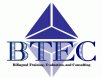 BTEC
Bilingual Training, Evaluation and Consulting